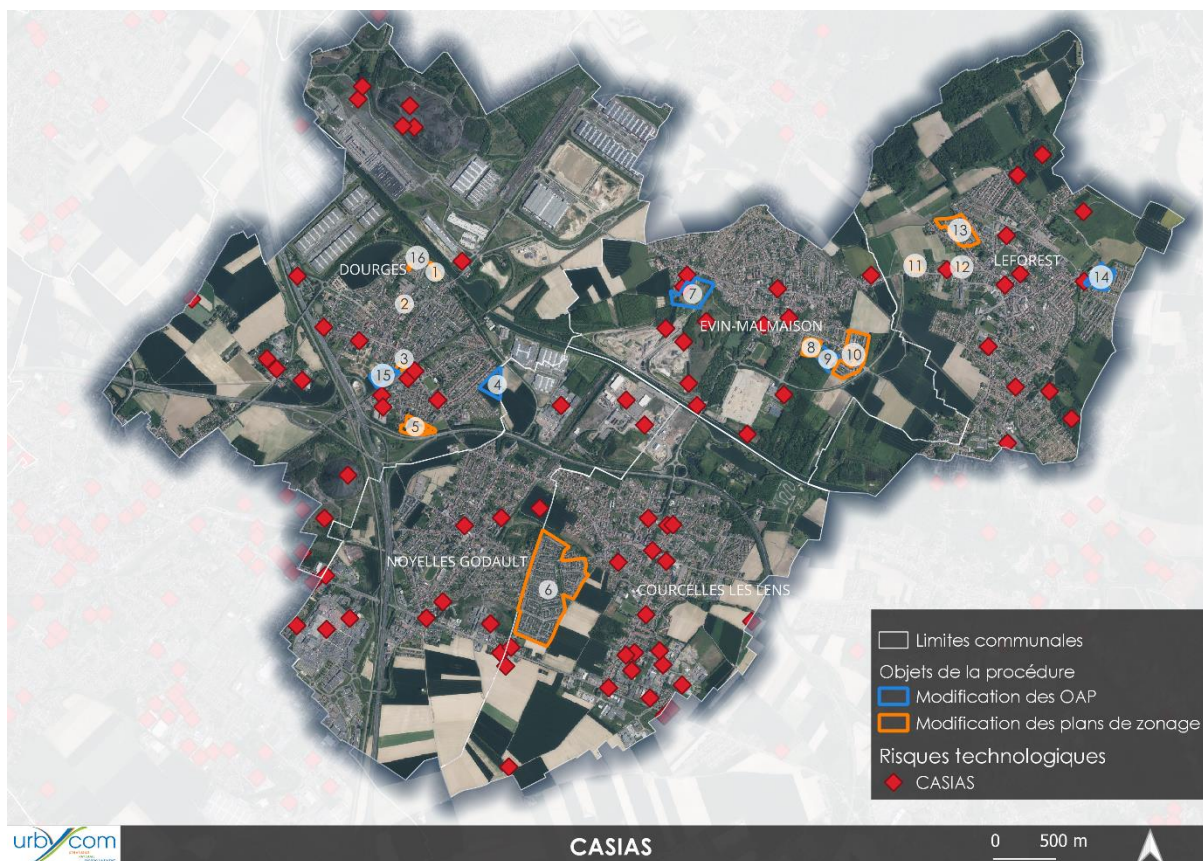 16
DOURGES
1
2
3
15
4
5
7
EVIN-MALMAISON
8
9
10
11
12
13
LEFOREST
14
NOYELLES GODAULT
6
COURCELLES LES LENS
Limites communales
Objets de la procédure
Modification des OAP
Modification des plans de zonage
Risques technologiques
CASIAS
urbycom
CASIAS
0 500 m